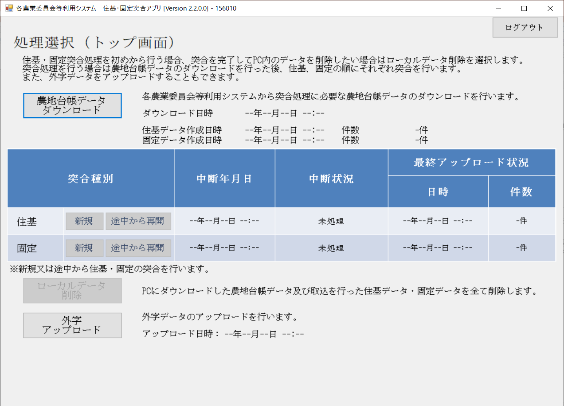 各農業委員会等利用システム 住基・固定突合アプリ [Version 2.2.0.0] - 156010
ログアウト
処理選択（トップ画面）
住基・固定突合処理を初めから行う場合、突合を完了してPC内のデータを削除したい場合はローカルデータ削除を選択します。
突合処理を行う場合は農地台帳データのダウンロードを行った後、住基、固定の順にそれぞれ突合を行います。
また、外字データをアップロードすることもできます。
農地台帳データ
ダウンロード
各農業委員会等利用システムから突合処理に必要な農地台帳データのダウンロードを行います。
ダウンロード日時 --年--月--日 --:--
住基データ作成日時 --年--月--日 --:-- 件数 -件
固定データ作成日時 --年--月--日 --:-- 件数 -件
突合種別 中断年月日 中断状況 最終アップロード状況
日時 件数
住基 新規 途中から再開 --年--月--日 --:-- 未処理 --年--月--日 --:-- -件
固定 新規 途中から再開 --年--月--日 --:-- 未処理 --年--月--日 --:-- -件
※新規又は途中から住基・固定の突合を行います。
ローカルデータ
削除
PCにダウンロードした農地台帳データ及び取込を行った住基データ・固定データを全て削除します。
外字
アップロード
外字データのアップロードを行います。
アップロード日時： --年--月--日 --:--